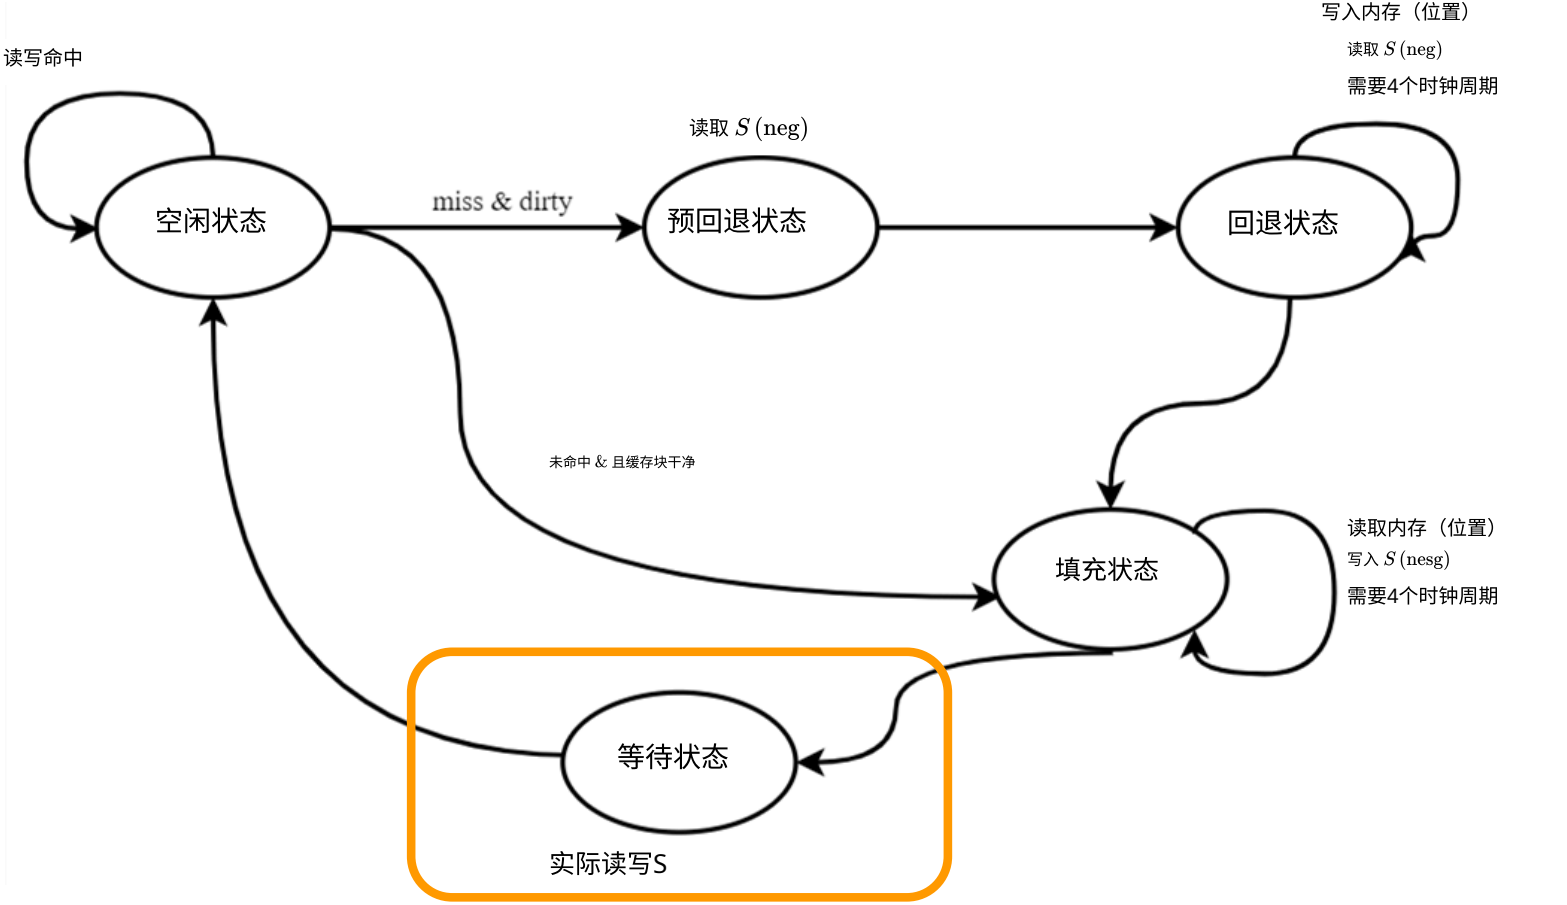 写入内存（位置）
读取 S (neg)
需要4个时钟周期
读写命中
读取 S (neg)
空闲状态
miss & dirty
预回退状态
回退状态
未命中 & 且缓存块干净
填充状态
读取内存（位置）
写入 S (nesg)
需要4个时钟周期
等待状态
实际读写S